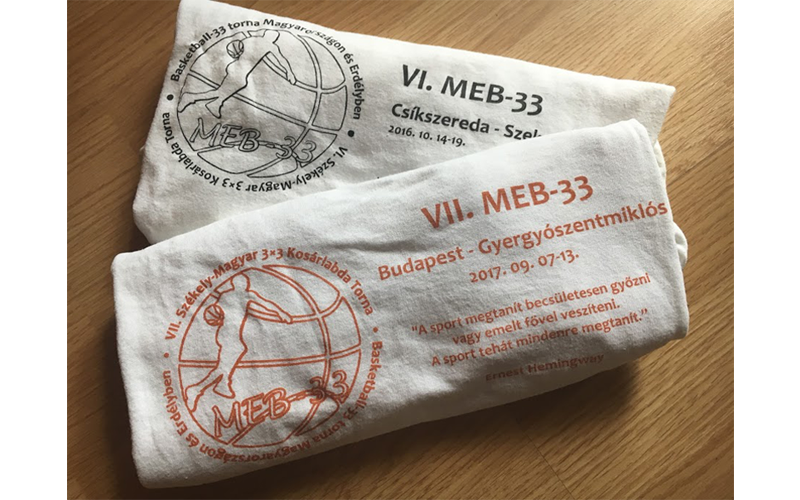 Basketball-33 torna Magyarországon és Erdélyben
VI. Székely-Magyar 3×3 Kosárlabda Torna
MEB-33
VI. MEB-33
Csíkszereda - Szék
2016. 10. 14-19.
VII. MEB-33
Budapest - Gyergyószentmiklós
2017. 09. 07-13.
"A sport megtanít becsületesen győzni
vagy emelt fővel veszíteni.
A sport tehát mindenre megtanít."
Ernest Hemingway
VII. Székely-Magyar 3×3 Kosárlabda Torna
Basketball-33 torna Magyarországon és Erdélyben
MEB-33